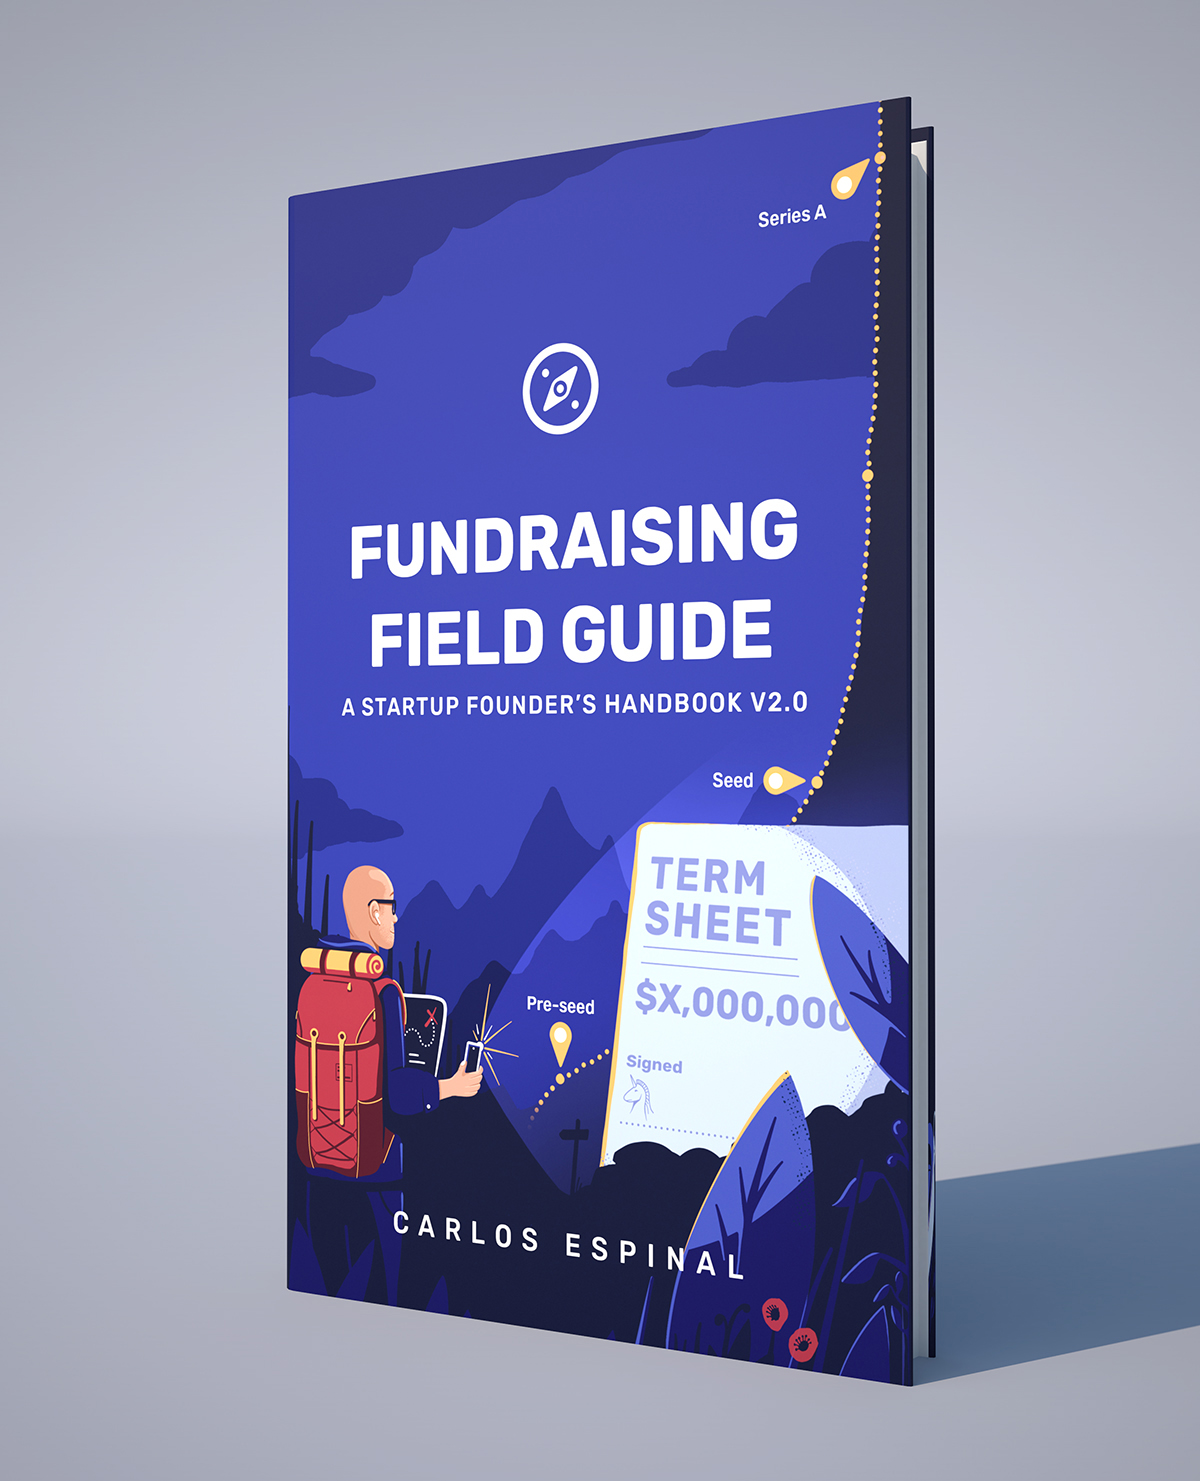 Series A
FUNDRAISING
FIELD GUIDE
A STARTUP FOUNDER'S HANDBOOK V2.0
Seed
TERM
SHEET
$X,000,000
Pre-seed
Signed
CARLOS ESPINAL